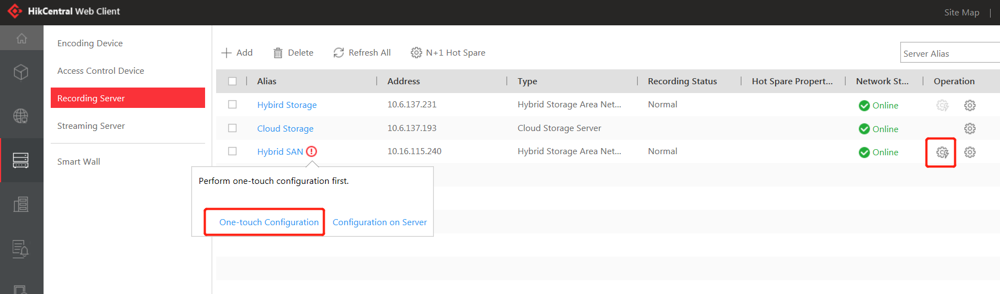 HikCentral Web Client
Site Map |
Encoding Device
Access Control Device
Recording Server
Streaming Server
Smart Wall
Add Delete Refresh All N+1 Hot Spare
Server Alias
Alias Address Type Recording Status Hot Spare Propert... Network St... Operation
Hybird Storage 10.6.137.231 Hybrid Storage Area Net... Normal Online
Cloud Storage 10.6.137.193 Cloud Storage Server Online
Hybrid SAN 10.16.115.240 Hybrid Storage Area Net... Normal Online
Perform one-touch configuration first.
One-touch Configuration Configuration on Server